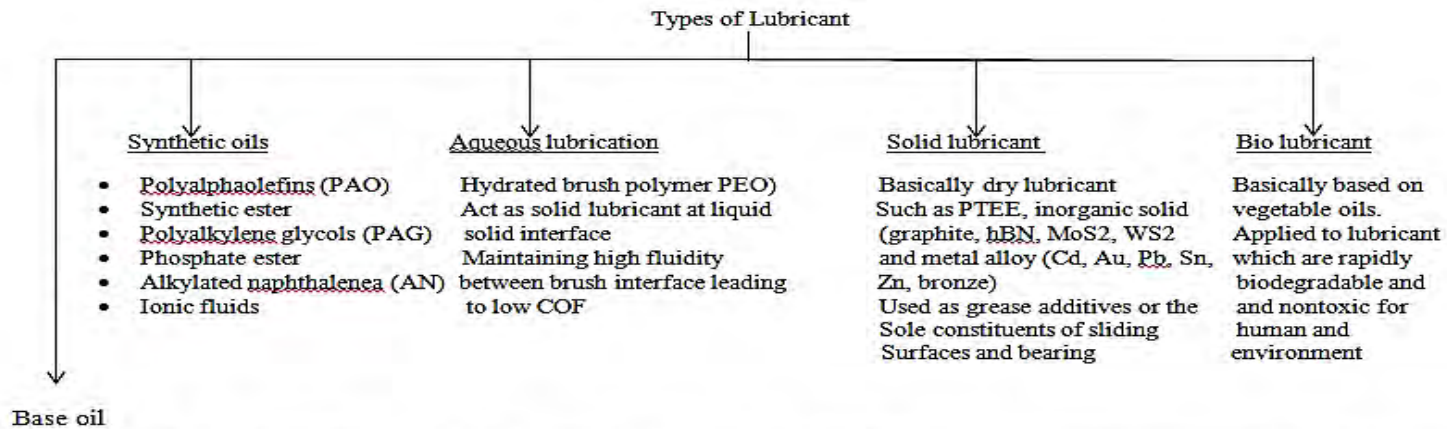 Types of Lubricant
Synthetic oils
• Polyalphaolefins (PAO)
• Synthetic ester
• Polyalkylene glycols (PAG)
• Phosphate ester
• Alkylated naphthalenea (AN)
• Ionic fluids
Aqueous lubrication
Hydrated brush polymer PEO)
Act as solid lubricant at liquid
solid interface
Maintaining high fluidity
between brush interface leading
to low COF
Solid lubricant
Basically dry lubricant
Such as PTEE, inorganic solid
(graphite, hBN, MoS2, WS2
and metal alloy (Cd, Au, Pb, Sn,
Zn, bronze)
Used as grease additives or the
Sole constituents of sliding
Surfaces and bearing
Bio lubricant
Basically based on
vegetable oils.
Applied to lubricant
which are rapidly
biodegradable and
and nontoxic for
human and
environment
Base oil